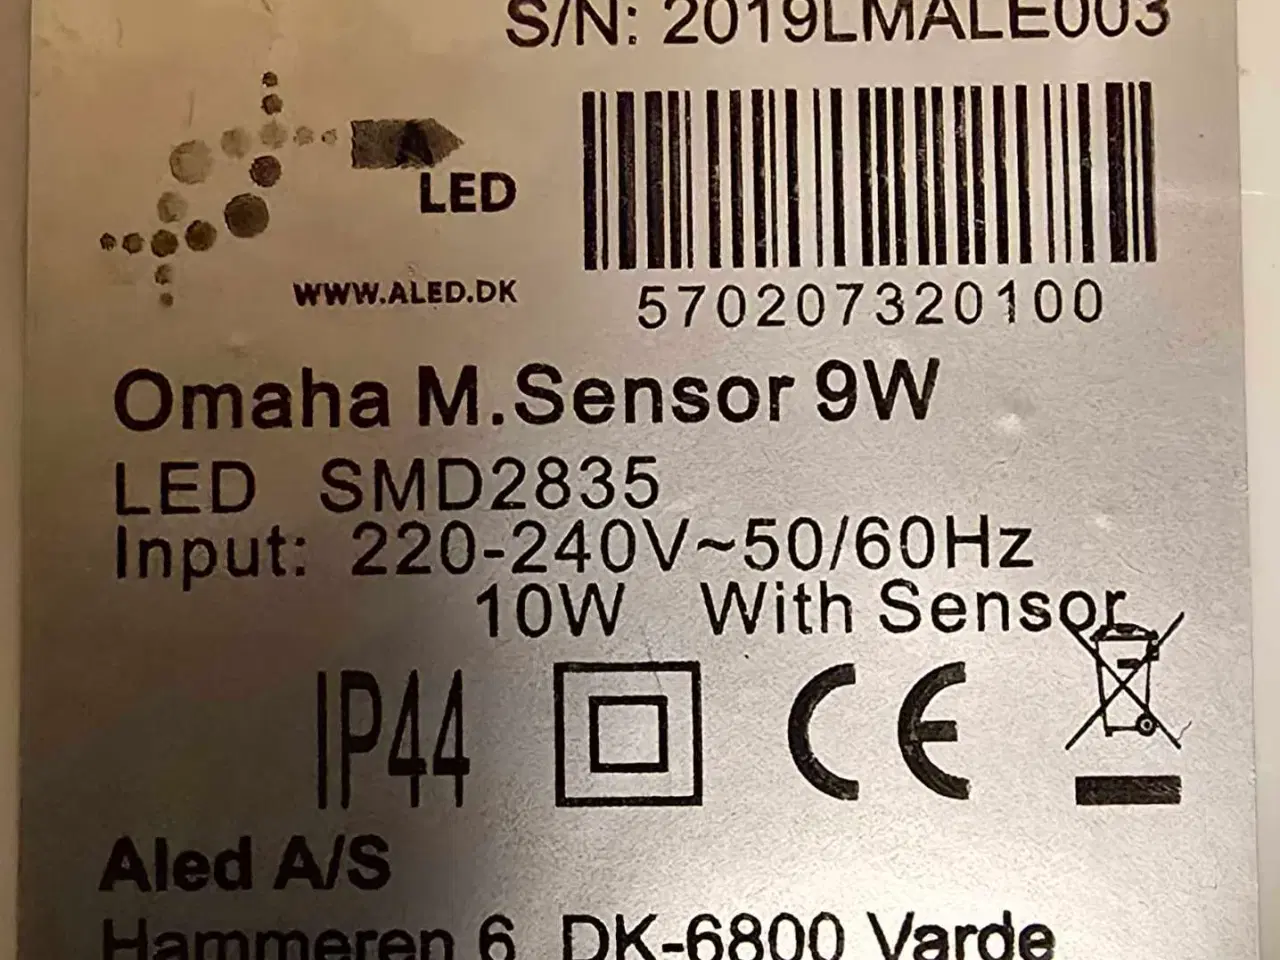 S/N: 2019LMALE003
LED
WWW.ALED.DK
570207320100
Omaha M.Sensor 9W
LED SMD2835
Input: 220-240V~50/60Hz
10W With Sensor
IP44
CE
Aled A/S
Hammeren 6 DK-6800 Varde